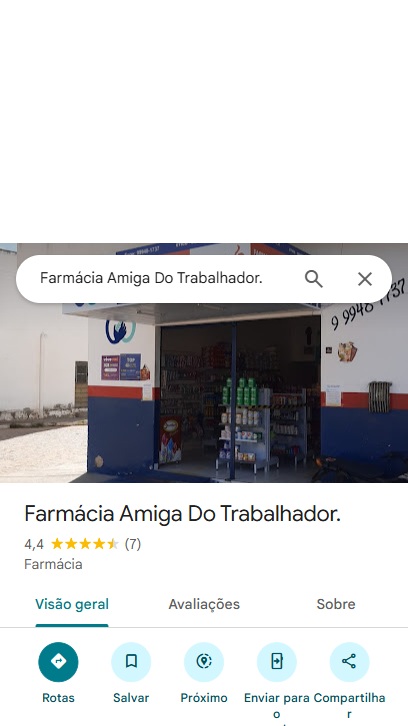 Farmácia Amiga Do Trabalhador.
9 9948-1737
Farmácia Amiga Do Trabalhador.
4,4 (7)
Farmácia
Visão geral Avaliações Sobre
Rotas Salvar Próximo Enviar para o Compartilhar